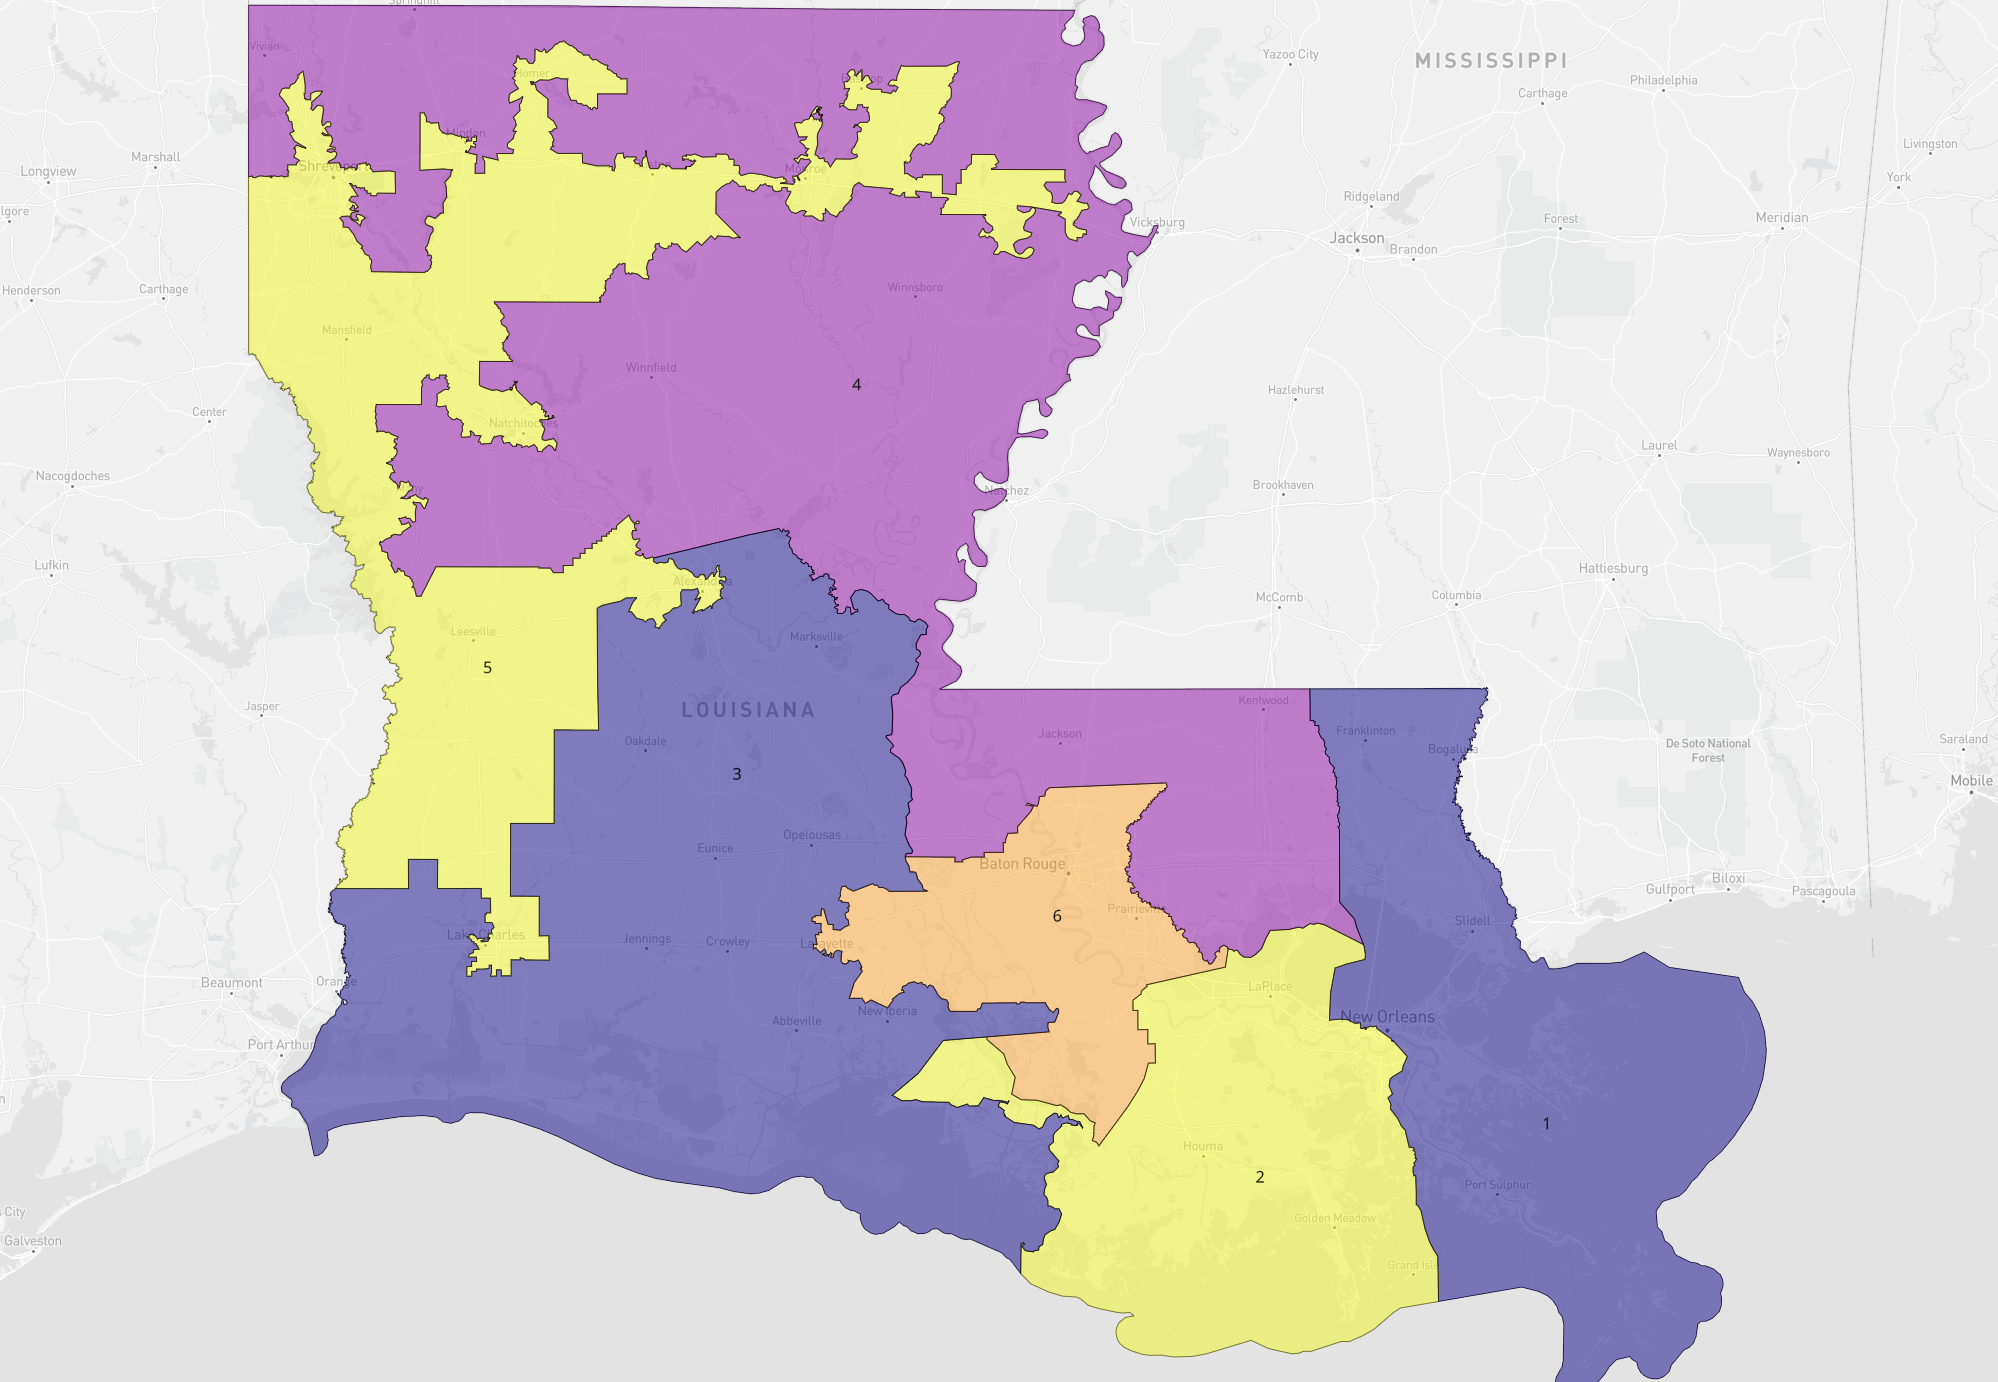 Springhill
Vivian
Homer
Yazoo City
MISSISSIPPI
Philadelphia
Carthage
Minden
Longview
Marshall
Shreveport
Monroe
Livingston
York
Ridgeland
Forest
Meridian
Vicksburg
Jackson
Brandon
Henderson
Carthage
Winnsboro
Mansfield
Winnfield
4
Hazlehurst
Center
Natchitoches
Laurel
Waynesboro
Nacogdoches
Brookhaven
Natchez
Lufkin
Alexandria
Hattiesburg
McComb
Columbia
Leesville
Marksville
5
LOUISIANA
Jasper
Kentwood
Jackson
Franklinton
Oakdale
Bogalusa
De Soto National
Forest
Saraland
3
Mobile
Opelousas
Eunice
Baton Rouge
Biloxi
Gulfport
Pascagoula
Prairieville
6
Slidell
Lake Charles
Jennings
Crowley
Lafayette
Beaumont
Orange
LaPlace
New Iberia
Abbeville
New Orleans
Port Arthur
1
Houma
2
Port Sulphur
Golden Meadow
Galveston
Grand Isle